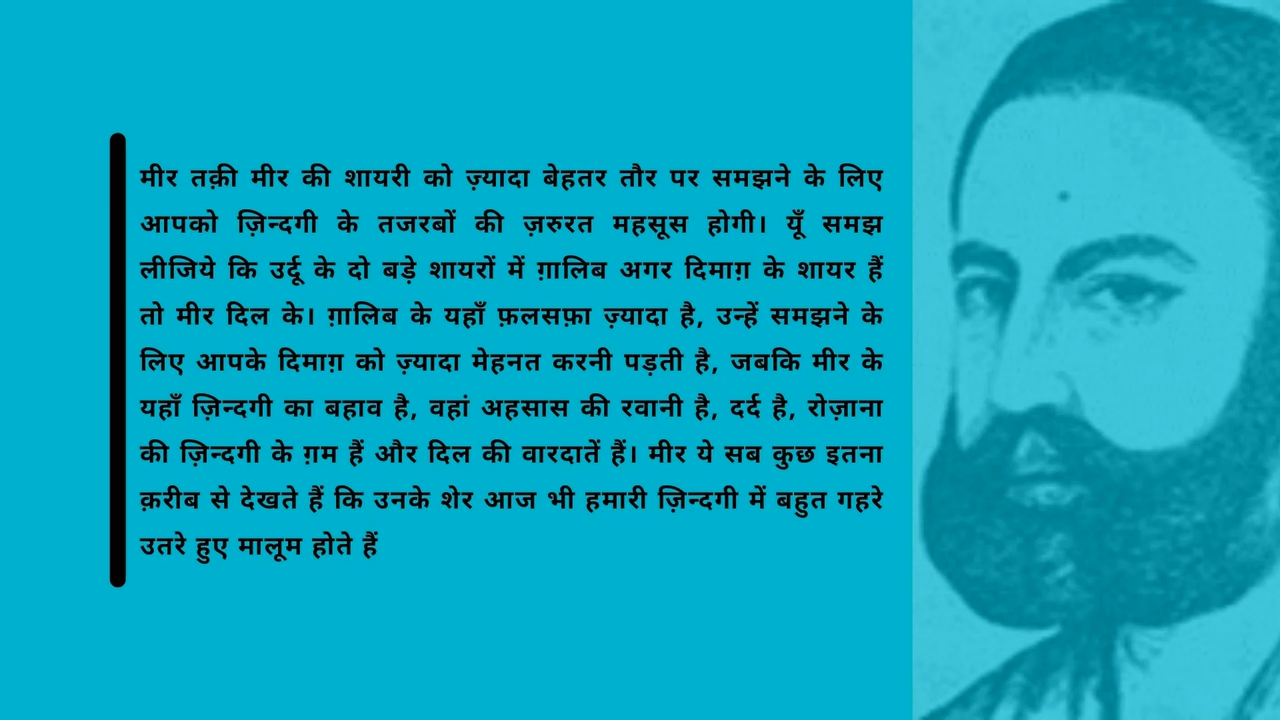 मीर तक़ी मीर की शायरी को ज़्यादा बेहतर तौर पर समझने के लिए
आपको ज़िन्दगी के तजरबों की ज़रुरत महसूस होगी। यूँ समझ
लीजिये कि उर्दू के दो बड़े शायरों में ग़ालिब अगर दिमाग़ के शायर हैं
तो मीर दिल के। ग़ालिब के यहाँ फ़लसफ़ा ज़्यादा है, उन्हें समझने के
लिए आपके दिमाग़ को ज़्यादा मेहनत करनी पड़ती है, जबकि मीर के
यहाँ ज़िन्दगी का बहाव है, वहां अहसास की रवानी है, दर्द है, रोज़ाना
की ज़िन्दगी के ग़म हैं और दिल की वारदातें हैं। मीर ये सब कुछ इतना
क़रीब से देखते हैं कि उनके शेर आज भी हमारी ज़िन्दगी में बहुत गहरे
उतरे हुए मालूम होते हैं